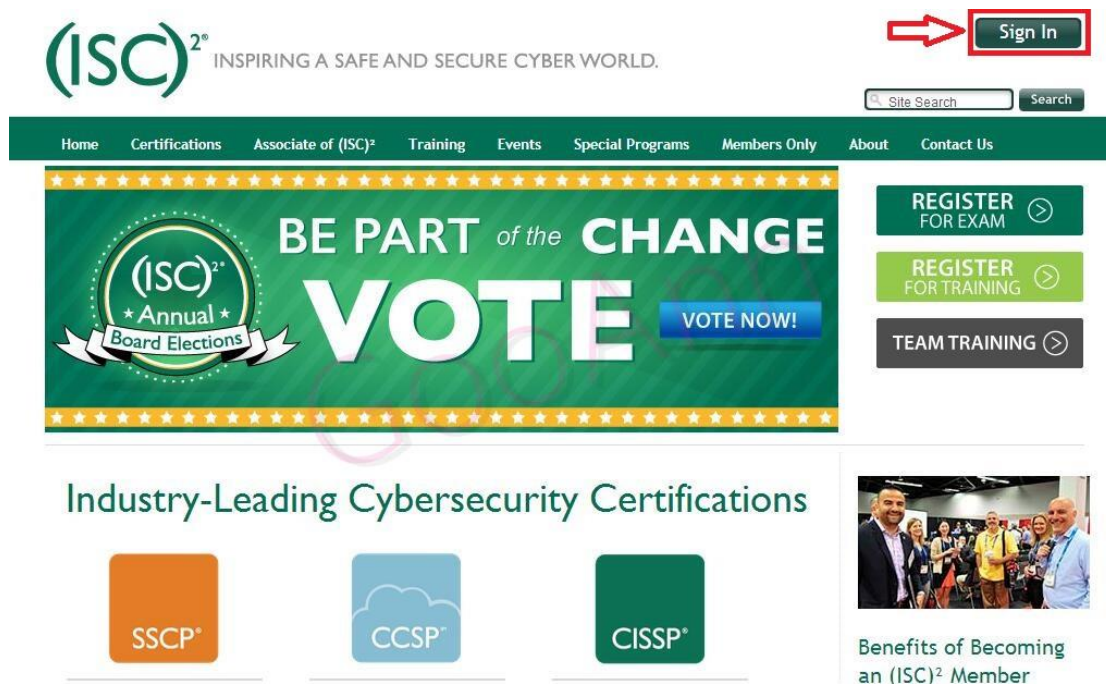 (ISC)²® INSPIRING A SAFE AND SECURE CYBER WORLD.
Sign In
Site Search Search
Home Certifications Associate of (ISC)² Training Events Special Programs Members Only About Contact Us
(ISC)²®
Annual
Board Elections
BE PART of the CHANGE
VOTE
VOTE NOW!
REGISTER
FOR EXAM
REGISTER
FOR TRAINING
TEAM TRAINING
GooAnn
Industry-Leading Cybersecurity Certifications
SSCP®
CCSP™
CISSP®
Benefits of Becoming
an (ISC)² Member